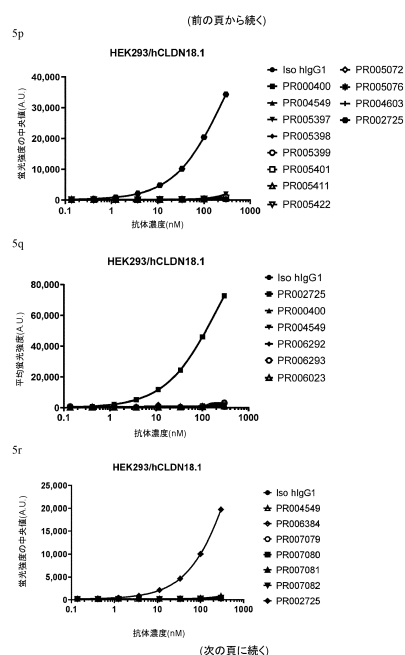 (前の頁から続く)
5p
HEK293/hCLDN18.1
蛍光強度の中央値(A.U.)
40,000
30,000
20,000
10,000
0
0.1
1
10
100
1000
抗体濃度(nM)
Iso hIgG1
PR000400
PR004549
PR005397
PR005398
PR005399
PR005401
PR005411
PR005422
PR005072
PR005076
PR004603
PR002725
5q
HEK293/hCLDN18.1
平均蛍光強度(A.U.)
80,000
60,000
40,000
20,000
0
0.1
1
10
100
1000
抗体濃度(nM)
Iso hIgG1
PR002725
PR000400
PR004549
PR006292
PR006293
PR006023
5r
HEK293/hCLDN18.1
蛍光強度の中央値(A.U.)
25,000
20,000
15,000
10,000
5,000
0
0.1
1
10
100
1000
抗体濃度(nM)
Iso hIgG1
PR004549
PR006384
PR007079
PR007080
PR007081
PR007082
PR002725
(次の頁に続く)